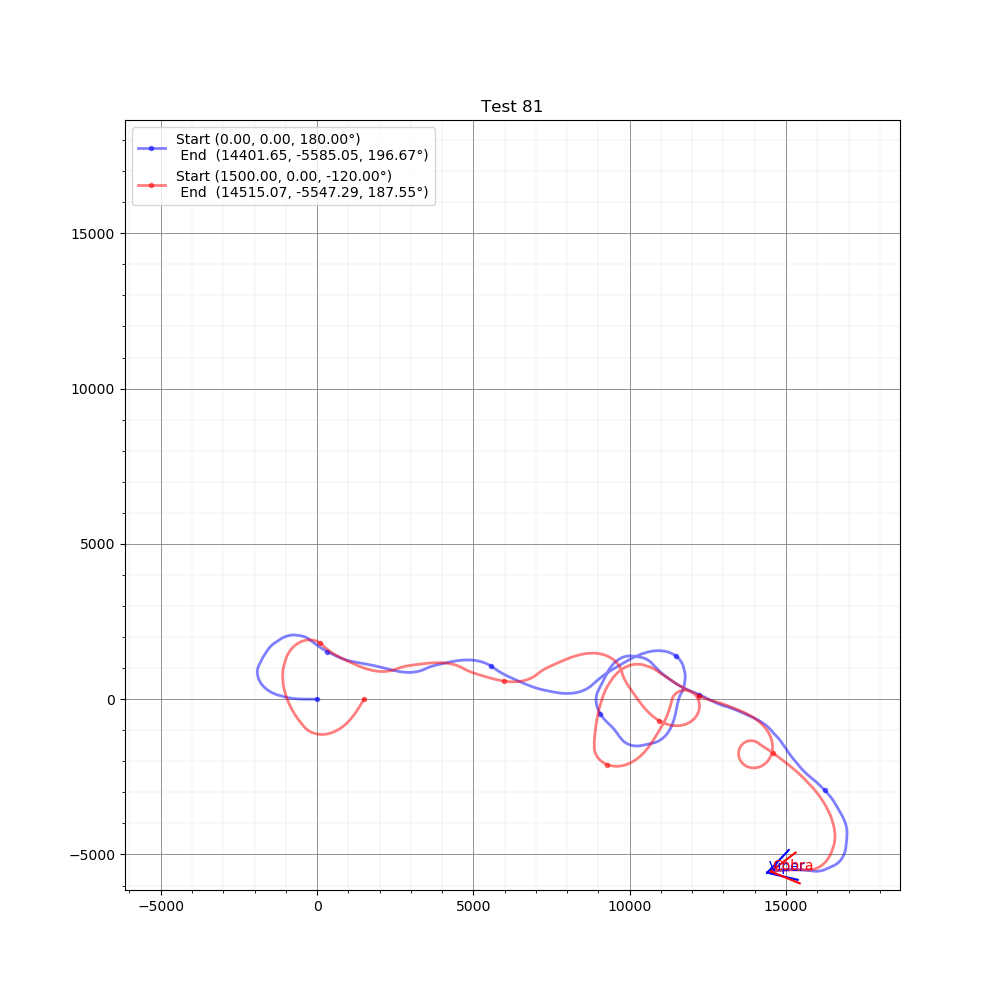 Test 81
Start (0.00, 0.00, 180.00°)
End (14401.65, -5585.05, 196.67°)
Start (1500.00, 0.00, -120.00°)
End (14515.07, -5547.29, 187.55°)
15000
10000
5000
0
−5000
−5000 0 5000 10000 15000